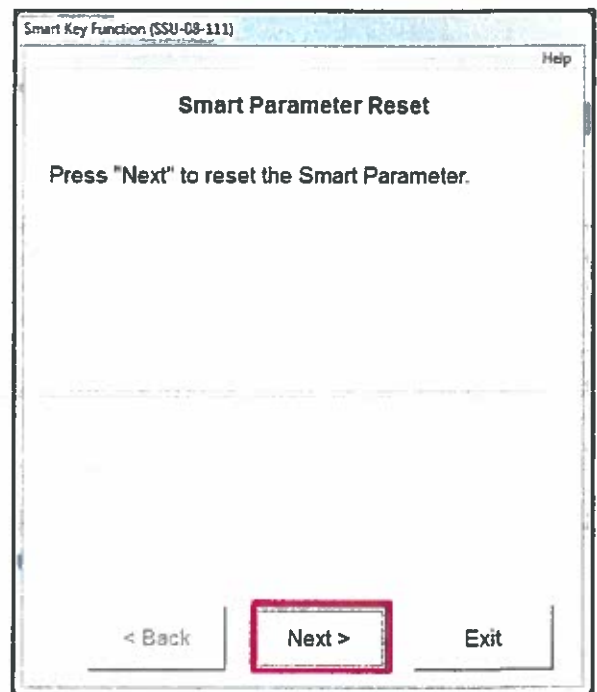 Smart Key Function (SSU-08-111)
Help
Smart Parameter Reset
Press "Next" to reset the Smart Parameter.
< Back
Next >
Exit